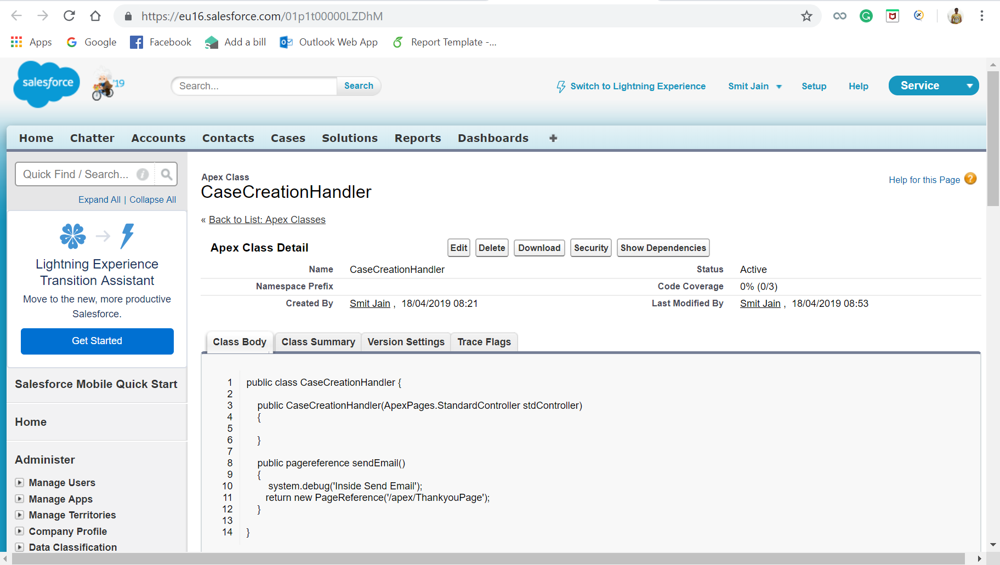 https://eu16.salesforce.com/01p1t00000LZDhM
Apps Google Facebook Add a bill Outlook Web App Report Template -...
salesforce '19 Search... Search Switch to Lightning Experience Smit Jain Setup Help Service
Home Chatter Accounts Contacts Cases Solutions Reports Dashboards +
Quick Find / Search... i
Expand All | Collapse All
Lightning Experience
Transition Assistant
Move to the new, more productive
Salesforce.
Get Started
Salesforce Mobile Quick Start
Home
Administer
Manage Users
Manage Apps
Manage Territories
Company Profile
Data Classification
Apex Class
CaseCreationHandler
Help for this Page ?
« Back to List: Apex Classes
Apex Class Detail Edit Delete Download Security Show Dependencies
Name CaseCreationHandler Status Active
Namespace Prefix Code Coverage 0% (0/3)
Created By Smit Jain , 18/04/2019 08:21 Last Modified By Smit Jain , 18/04/2019 08:53
Class Body Class Summary Version Settings Trace Flags
1 public class CaseCreationHandler {
2
3 public CaseCreationHandler(ApexPages.StandardController stdController)
4 {
5
6 }
7
8 public pagereference sendEmail()
9 {
10 system.debug('Inside Send Email');
11 return new PageReference('/apex/ThankyouPage');
12 }
13
14 }